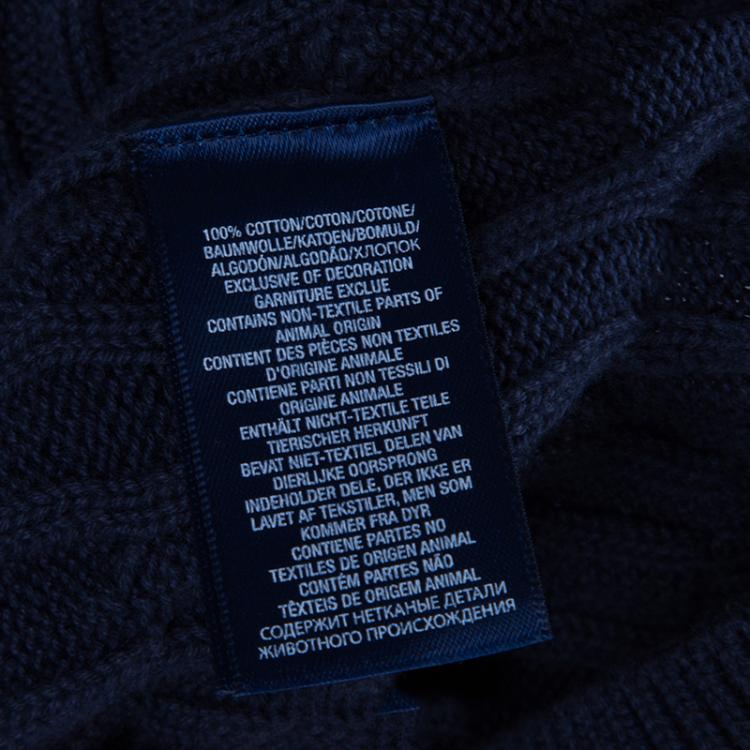 100% COTTON/COTON/COTONE/
BAUMWOLLE/KATOEN/BOMULD/
ALGODÓN/ALGODÃO/ХЛОПОК
EXCLUSIVE OF DECORATION
GARNITURE EXCLUE
CONTAINS NON-TEXTILE PARTS OF
ANIMAL ORIGIN
CONTIENT DES PIÈCES NON TEXTILES
D'ORIGINE ANIMALE
CONTIENE PARTI NON TESSILI DI
ORIGINE ANIMALE
ENTHÄLT NICHT-TEXTILE TEILE
TIERISCHER HERKUNFT
BEVAT NIET-TEXTIEL DELEN VAN
DIERLIJKE OORSPRONG
INDEHOLDER DELE, DER IKKE ER
LAVET AF TEKSTILER, MEN SOM
KOMMER FRA DYR
CONTIENE PARTES NO
TEXTILES DE ORIGEN ANIMAL
CONTÉM PARTES NÃO
TÊXTEIS DE ORIGEM ANIMAL
СОДЕРЖИТ НЕТКАНЫЕ ДЕТАЛИ
ЖИВОТНОГО ПРОИСХОЖДЕНИЯ